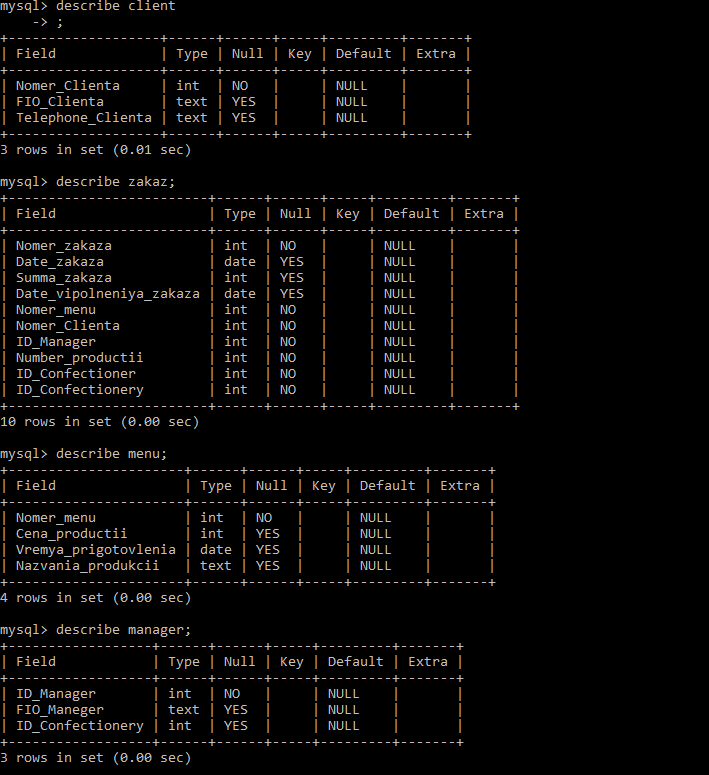 mysql> describe client
    -> ;
+-------------------+------+------+-----+---------+-------+
| Field             | Type | Null | Key | Default | Extra |
+-------------------+------+------+-----+---------+-------+
| Nomer_Clienta     | int  | NO   |     | NULL    |       |
| FIO_Clienta       | text | YES  |     | NULL    |       |
| Telephone_Clienta | text | YES  |     | NULL    |       |
+-------------------+------+------+-----+---------+-------+
3 rows in set (0.01 sec)

mysql> describe zakaz;
+-------------------------+------+------+-----+---------+-------+
| Field                   | Type | Null | Key | Default | Extra |
+-------------------------+------+------+-----+---------+-------+
| Nomer_zakaza            | int  | NO   |     | NULL    |       |
| Date_zakaza             | date | YES  |     | NULL    |       |
| Summa_zakaza            | int  | YES  |     | NULL    |       |
| Date_vipolneniya_zakaza | date | YES  |     | NULL    |       |
| Nomer_menu              | int  | NO   |     | NULL    |       |
| Nomer_Clienta           | int  | NO   |     | NULL    |       |
| ID_Manager              | int  | NO   |     | NULL    |       |
| Number_productii        | int  | NO   |     | NULL    |       |
| ID_Confectioner         | int  | NO   |     | NULL    |       |
| ID_Confectionery        | int  | NO   |     | NULL    |       |
+-------------------------+------+------+-----+---------+-------+
10 rows in set (0.00 sec)

mysql> describe menu;
+----------------------+------+------+-----+---------+-------+
| Field                | Type | Null | Key | Default | Extra |
+----------------------+------+------+-----+---------+-------+
| Nomer_menu           | int  | NO   |     | NULL    |       |
| Cena_productii       | int  | YES  |     | NULL    |       |
| Vremya_prigotovlenia | date | YES  |     | NULL    |       |
| Nazvania_produkcii   | text | YES  |     | NULL    |       |
+----------------------+------+------+-----+---------+-------+
4 rows in set (0.00 sec)

mysql> describe manager;
+------------------+------+------+-----+---------+-------+
| Field            | Type | Null | Key | Default | Extra |
+------------------+------+------+-----+---------+-------+
| ID_Manager       | int  | NO   |     | NULL    |       |
| FIO_Maneger      | text | YES  |     | NULL    |       |
| ID_Confectionery | int  | YES  |     | NULL    |       |
+------------------+------+------+-----+---------+-------+
3 rows in set (0.00 sec)